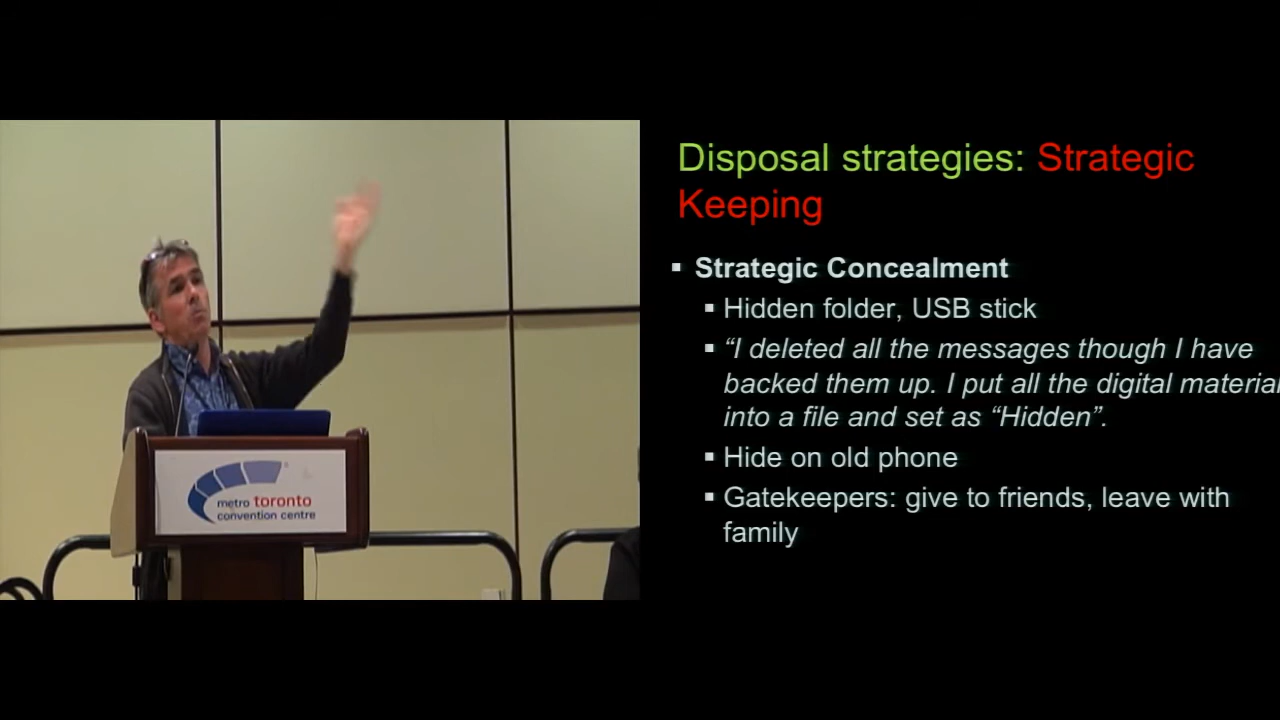 Disposal strategies: Strategic
Keeping
▪ Strategic Concealment
▪ Hidden folder, USB stick
▪ “I deleted all the messages though I have
backed them up. I put all the digital material
into a file and set as “Hidden”.
▪ Hide on old phone
▪ Gatekeepers: give to friends, leave with
family
metro toronto
convention centre